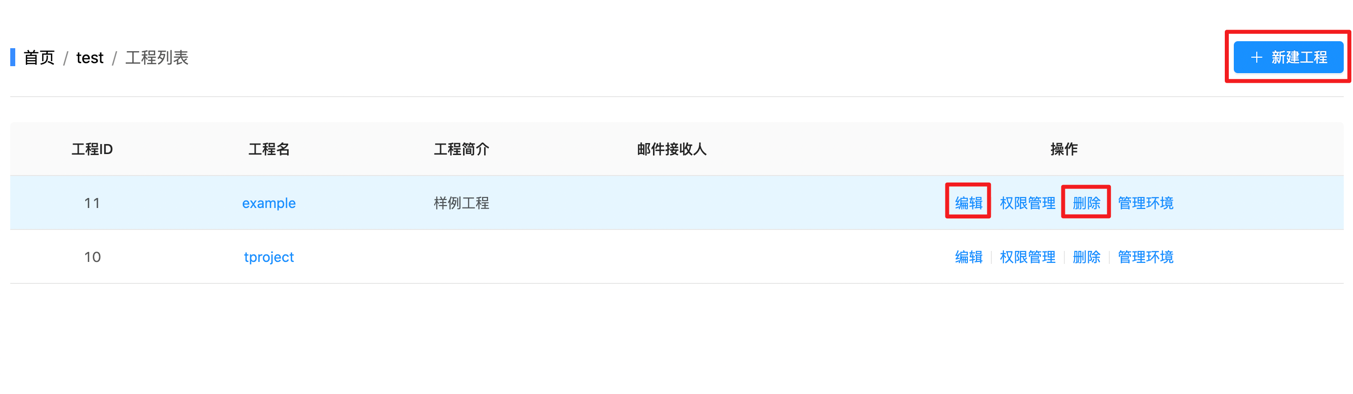 首页 / test / 工程列表
+ 新建工程
工程ID 工程名 工程简介 邮件接收人 操作
11 example 样例工程 编辑 权限管理 删除 管理环境
10 tproject 编辑 权限管理 删除 管理环境